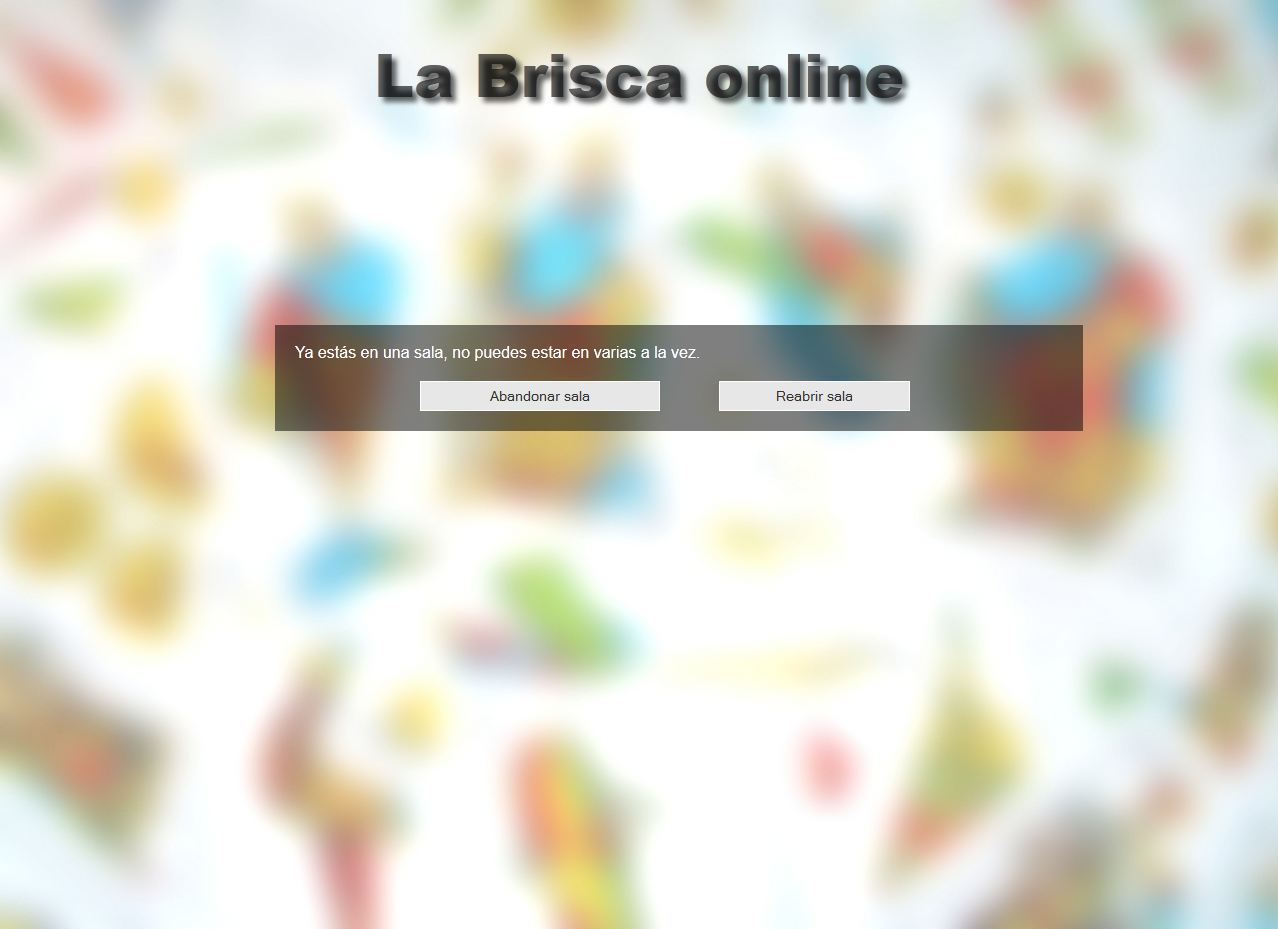 La Brisca online
Ya estás en una sala, no puedes estar en varias a la vez.
Abandonar sala
Reabrir sala